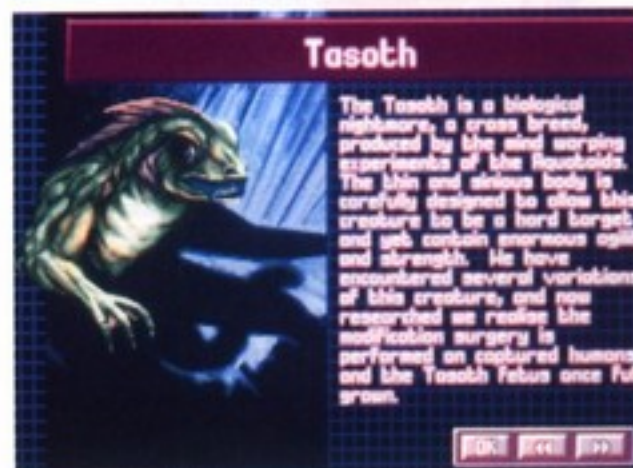 Tasoth
The Tasoth is a biological
nightmare, a cross breed,
produced by the mind warping
experiments of the Aquatoids.
The thin and sinious body is
carefully designed to allow this
creature to be a hard target,
and yet contain enormous agili
and strength. We have
encountered several variations
of this creature, and now
researched we realise the
modification surgery is
performed on captured humans
and the Tasoth fetus once ful
grown.
OK << >>